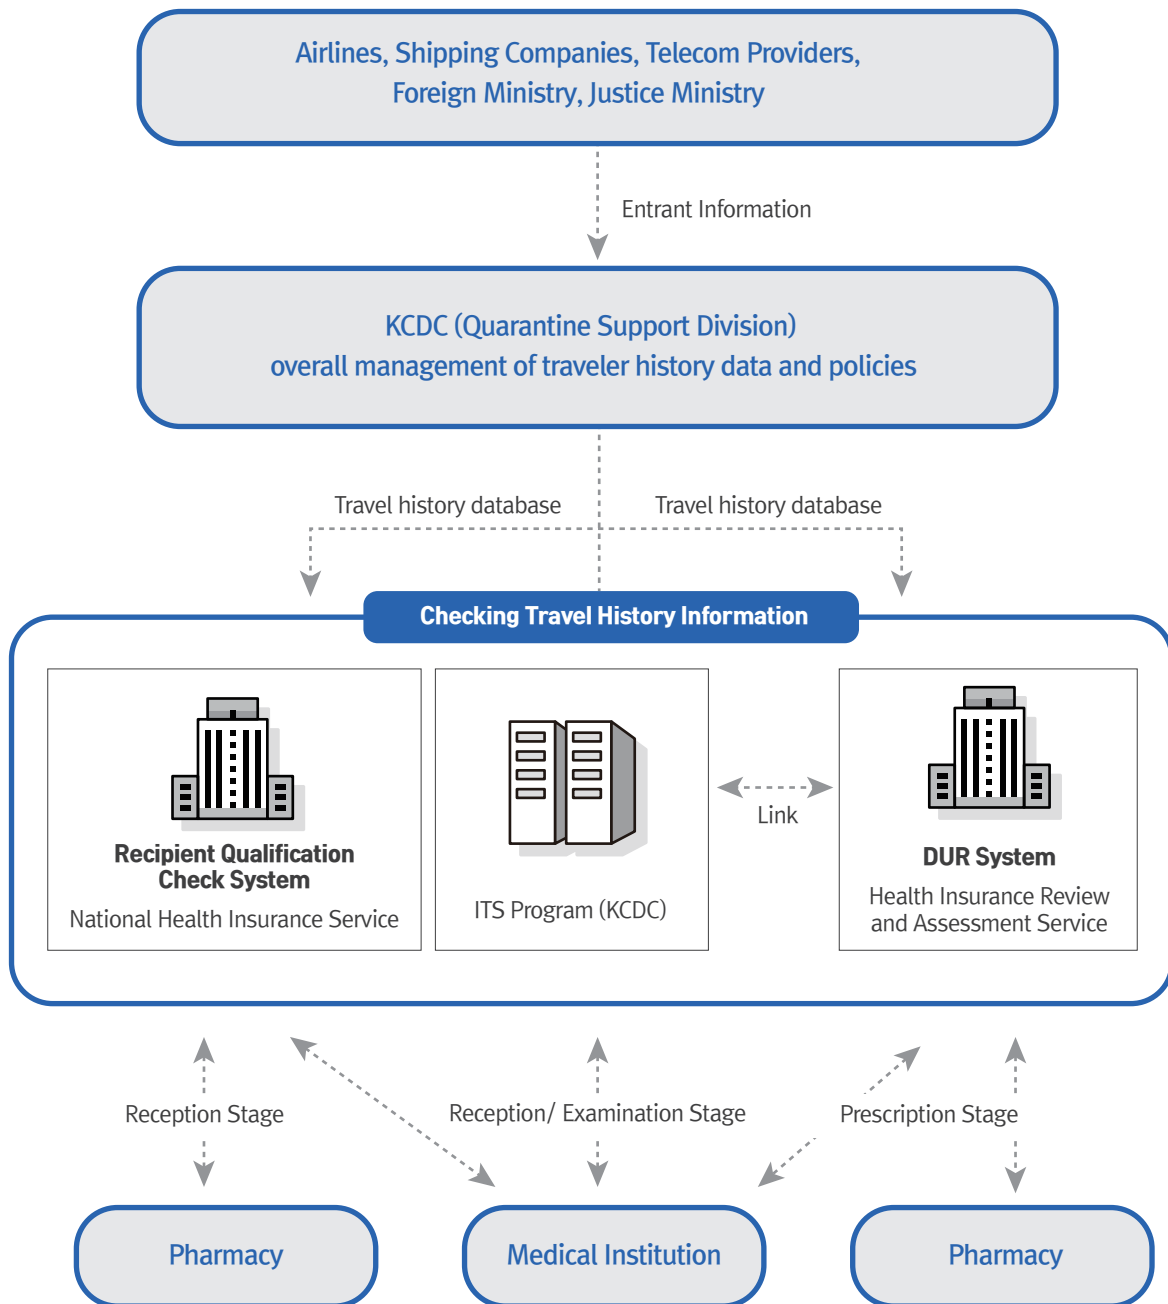 Airlines, Shipping Companies, Telecom Providers,
Foreign Ministry, Justice Ministry
Entrant Information
KCDC (Quarantine Support Division)
overall management of traveler history data and policies
Travel history database
Travel history database
Checking Travel History Information
Recipient Qualification
Check System
National Health Insurance Service
ITS Program (KCDC)
Link
DUR System
Health Insurance Review
and Assessment Service
Reception Stage
Reception/ Examination Stage
Prescription Stage
Pharmacy
Medical Institution
Pharmacy